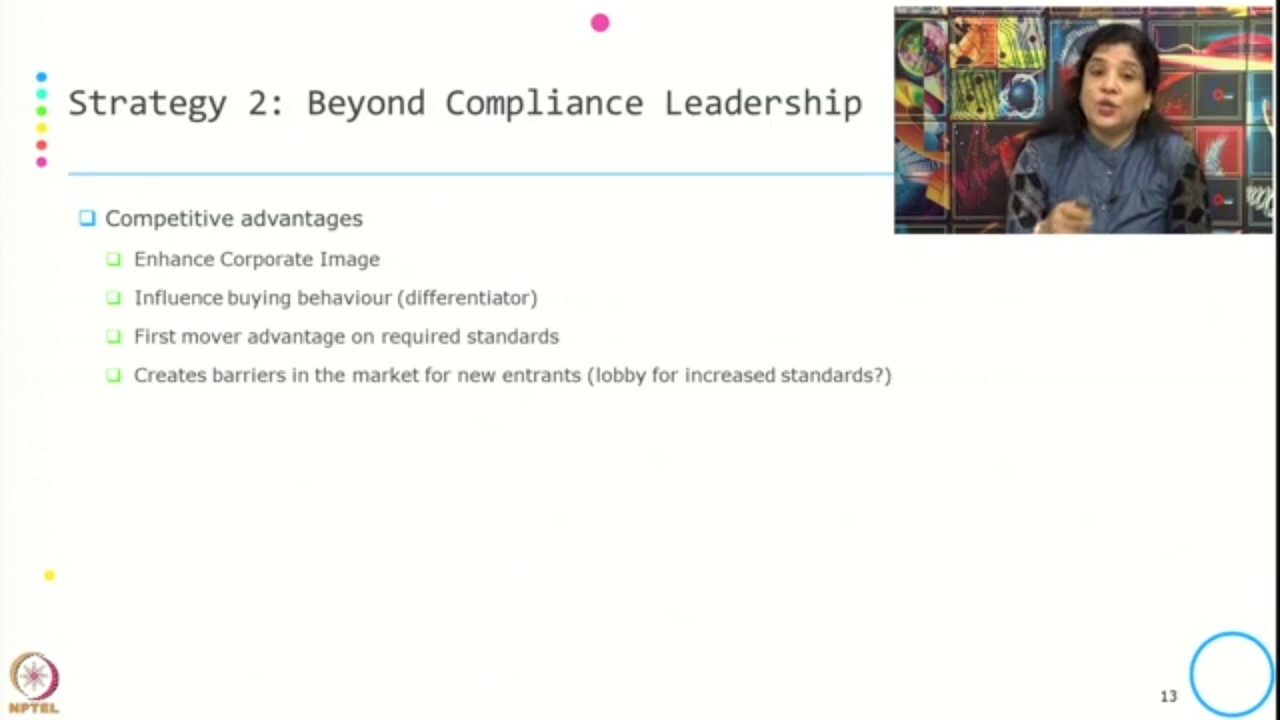 Strategy 2: Beyond Compliance Leadership
Competitive advantages
Enhance Corporate Image
Influence buying behaviour (differentiator)
First mover advantage on required standards
Creates barriers in the market for new entrants (lobby for increased standards?)
NPTEL
13